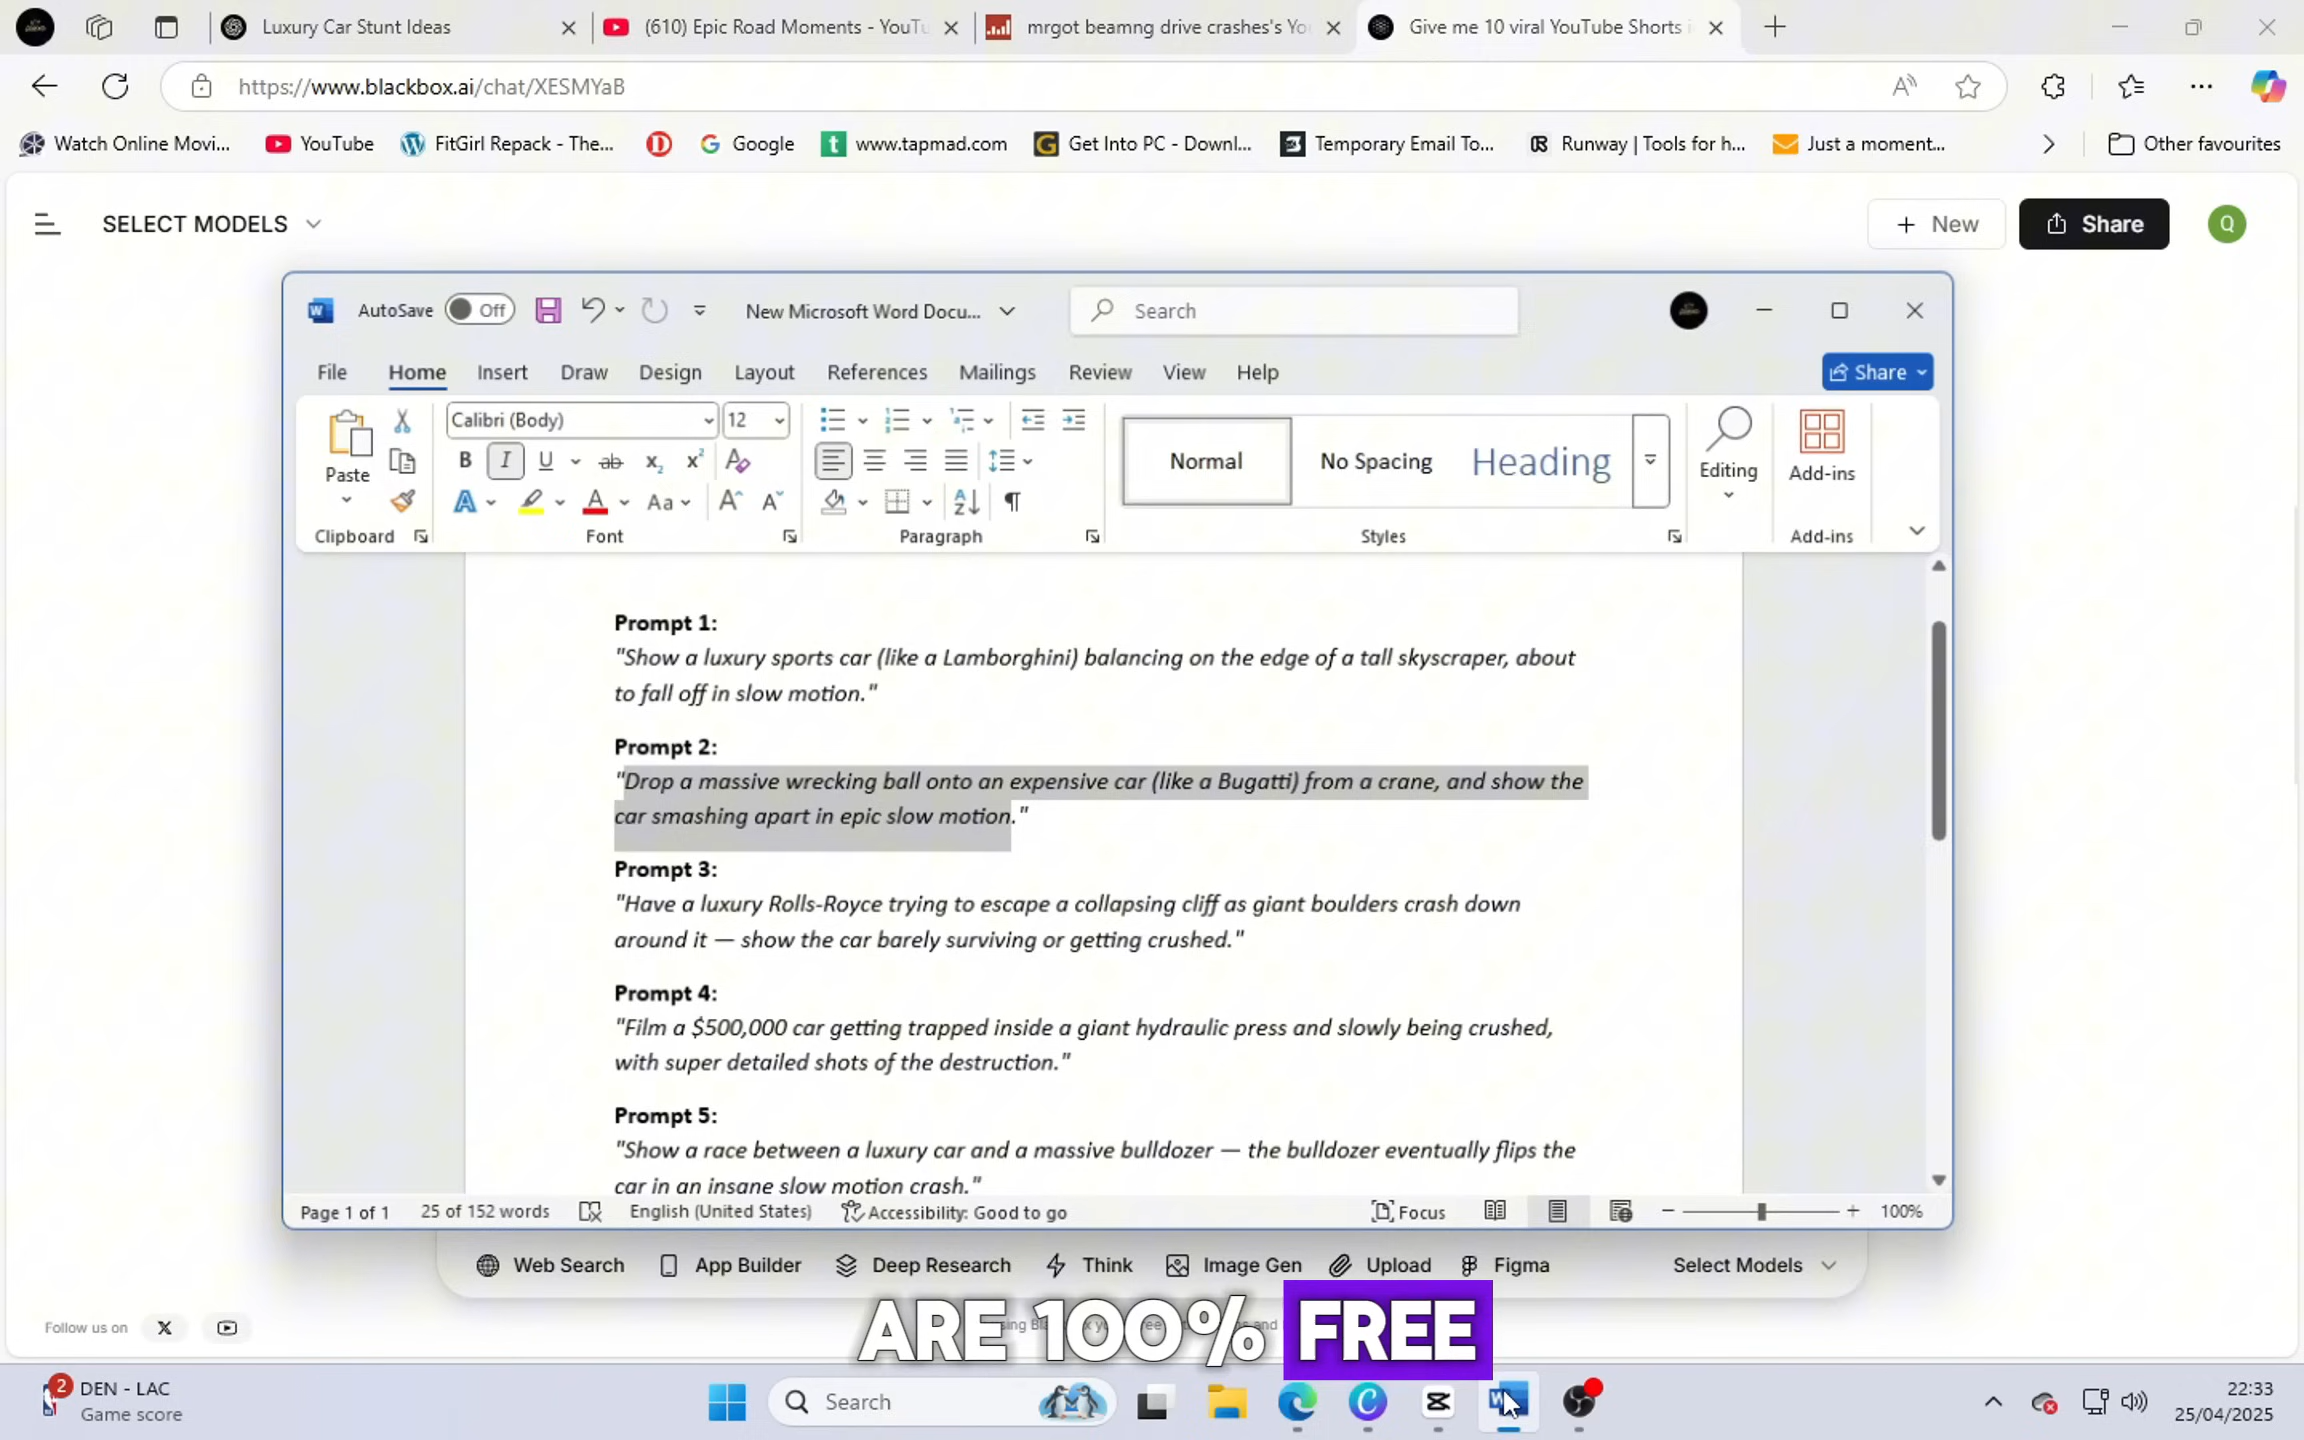 Luxury Car Stunt Ideas
(610) Epic Road Moments - YouTu
mrgot beamng drive crashes's Yo
Give me 10 viral YouTube Shorts i
https://www.blackbox.ai/chat/XESMYaB
Watch Online Movi...
YouTube
FitGirl Repack - The...
Google
www.tapmad.com
Get Into PC - Downl...
Temporary Email To...
Runway | Tools for h...
Just a moment...
Other favourites
SELECT MODELS
New
Share
Q
AutoSave
Off
New Microsoft Word Docu...
Search
File
Home
Insert
Draw
Design
Layout
References
Mailings
Review
View
Help
Share
Paste
Calibri (Body)
12
Normal
No Spacing
Heading
Editing
Add-ins
Clipboard
Font
Paragraph
Styles
Add-ins
Prompt 1:
"Show a luxury sports car (like a Lamborghini) balancing on the edge of a tall skyscraper, about
to fall off in slow motion."
Prompt 2:
"Drop a massive wrecking ball onto an expensive car (like a Bugatti) from a crane, and show the
car smashing apart in epic slow motion."
Prompt 3:
"Have a luxury Rolls-Royce trying to escape a collapsing cliff as giant boulders crash down
around it — show the car barely surviving or getting crushed."
Prompt 4:
"Film a $500,000 car getting trapped inside a giant hydraulic press and slowly being crushed,
with super detailed shots of the destruction."
Prompt 5:
"Show a race between a luxury car and a massive bulldozer — the bulldozer eventually flips the
car in an insane slow motion crash."
Page 1 of 1
25 of 152 words
English (United States)
Accessibility: Good to go
Focus
100%
Web Search
App Builder
Deep Research
Think
Image Gen
Upload
Figma
Select Models
ARE 100% FREE
Follow us on
2
DEN - LAC
Game score
Search
22:33
25/04/2025